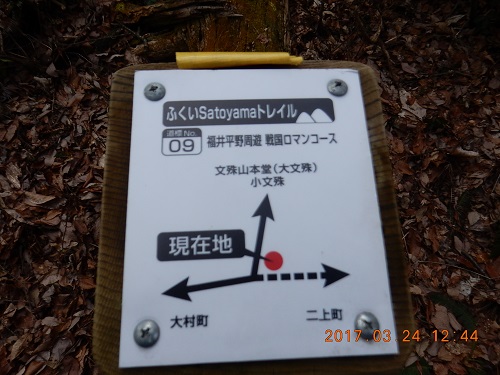 ふくいSatoyamaトレイル
道標No.
09
福井平野周遊 戦国ロマンコース
文殊山本堂(大文殊)
小文殊
現在地
大村町
二上町
2017.03.24 12:44